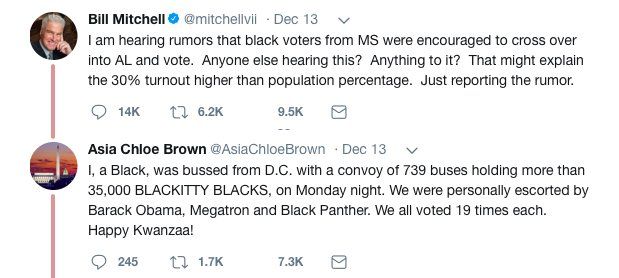 Bill Mitchell @mitchellvii · Dec 13
I am hearing rumors that black voters from MS were encouraged to cross over
into AL and vote.  Anyone else hearing this?  Anything to it?  That might explain
the 30% turnout higher than population percentage.  Just reporting the rumor.
14K 6.2K 9.5K
Asia Chloe Brown @AsiaChloeBrown · Dec 13
I, a Black, was bussed from D.C. with a convoy of 739 buses holding more than
35,000 BLACKITTY BLACKS, on Monday night. We were personally escorted by
Barack Obama, Megatron and Black Panther. We all voted 19 times each.
Happy Kwanzaa!
245 1.7K 7.3K